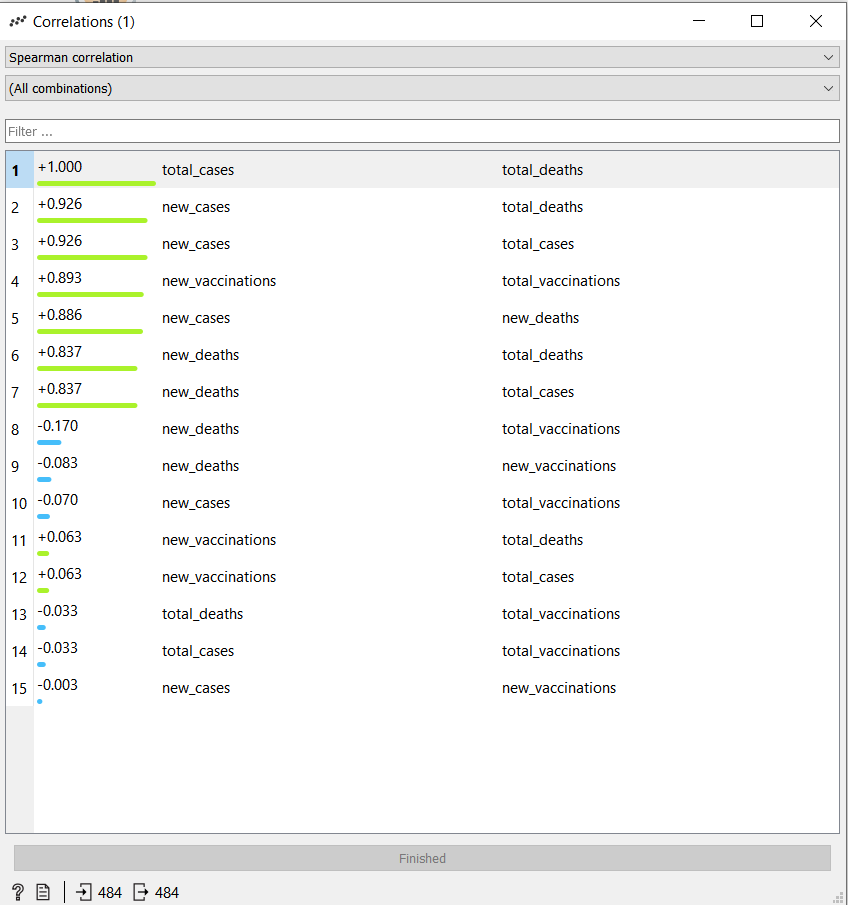 Correlations (1)
Spearman correlation
(All combinations)
Filter ...
1 +1.000 total_cases total_deaths
2 +0.926 new_cases total_deaths
3 +0.926 new_cases total_cases
4 +0.893 new_vaccinations total_vaccinations
5 +0.886 new_cases new_deaths
6 +0.837 new_deaths total_deaths
7 +0.837 new_deaths total_cases
8 -0.170 new_deaths total_vaccinations
9 -0.083 new_deaths new_vaccinations
10 -0.070 new_cases total_vaccinations
11 +0.063 new_vaccinations total_deaths
12 +0.063 new_vaccinations total_cases
13 -0.033 total_deaths total_vaccinations
14 -0.033 total_cases total_vaccinations
15 -0.003 new_cases new_vaccinations
Finished
? 484 484